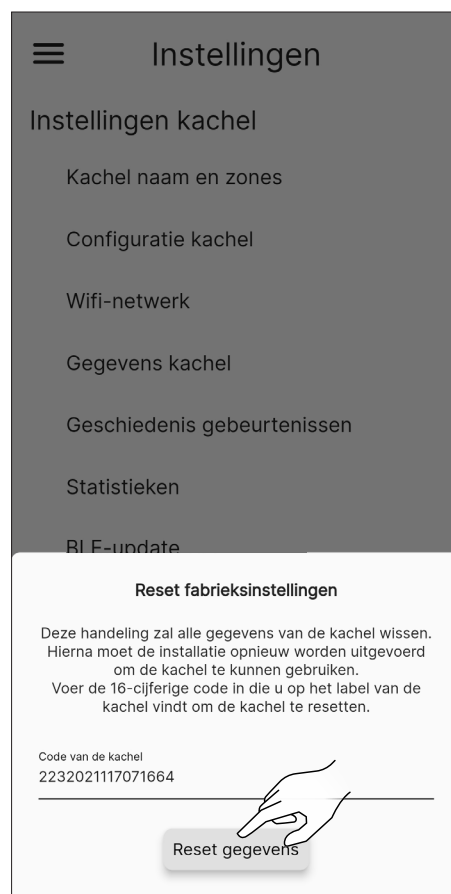 Instellingen
Instellingen kachel
Kachel naam en zones
Configuratie kachel
Wifi-netwerk
Gegevens kachel
Geschiedenis gebeurtenissen
Statistieken
BLE-update
Reset fabrieksinstellingen
Deze handeling zal alle gegevens van de kachel wissen.
Hierna moet de installatie opnieuw worden uitgevoerd
om de kachel te kunnen gebruiken.
Voer de 16-cijferige code in die u op het label van de
kachel vindt om de kachel te resetten.
Code van de kachel
2232021117071664
Reset gegevens